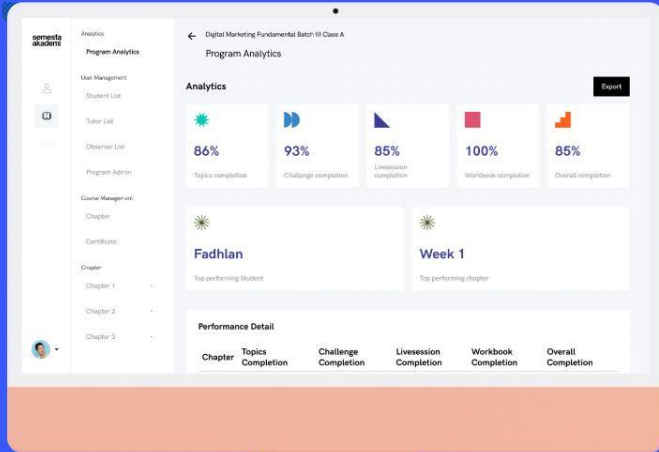 semesta
akademi
Analytics
Program Analytics
User Management
Student List
Tutor List
Observer List
Program Admin
Course Management
Chapter
Certificate
Chapter
Chapter 1
Chapter 2
Chapter 3
Digital Marketing Fundamental Batch III Class A
Program Analytics
Analytics
Export
86%
Topics completion
93%
Challenge completion
85%
Livesession
completion
100%
Workbook completion
85%
Overall completion
Fadhlan
Top performing Student
Week 1
Top performing chapter
Performance Detail
Chapter
Topics
Completion
Challenge
Completion
Livesession
Completion
Workbook
Completion
Overall
Completion